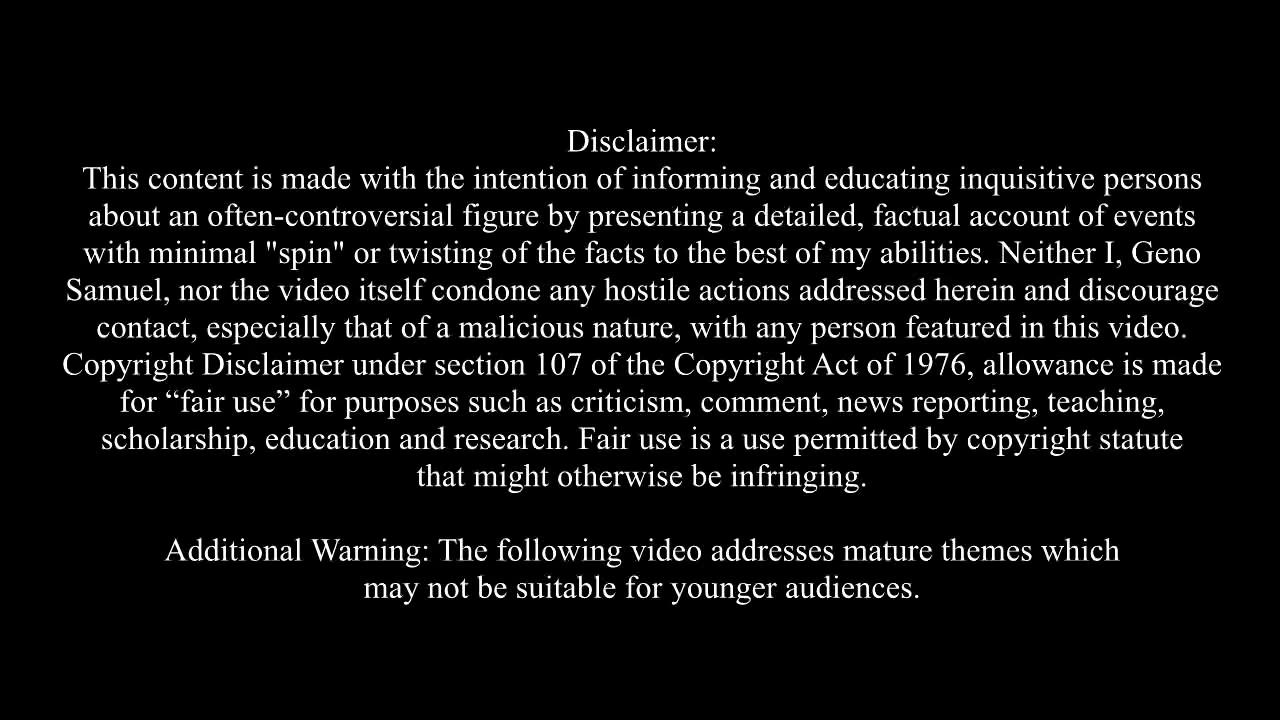 Disclaimer:
This content is made with the intention of informing and educating inquisitive persons
about an often-controversial figure by presenting a detailed, factual account of events
with minimal "spin" or twisting of the facts to the best of my abilities. Neither I, Geno
Samuel, nor the video itself condone any hostile actions addressed herein and discourage
contact, especially that of a malicious nature, with any person featured in this video.
Copyright Disclaimer under section 107 of the Copyright Act of 1976, allowance is made
for “fair use” for purposes such as criticism, comment, news reporting, teaching,
scholarship, education and research. Fair use is a use permitted by copyright statute
that might otherwise be infringing.
Additional Warning: The following video addresses mature themes which
may not be suitable for younger audiences.